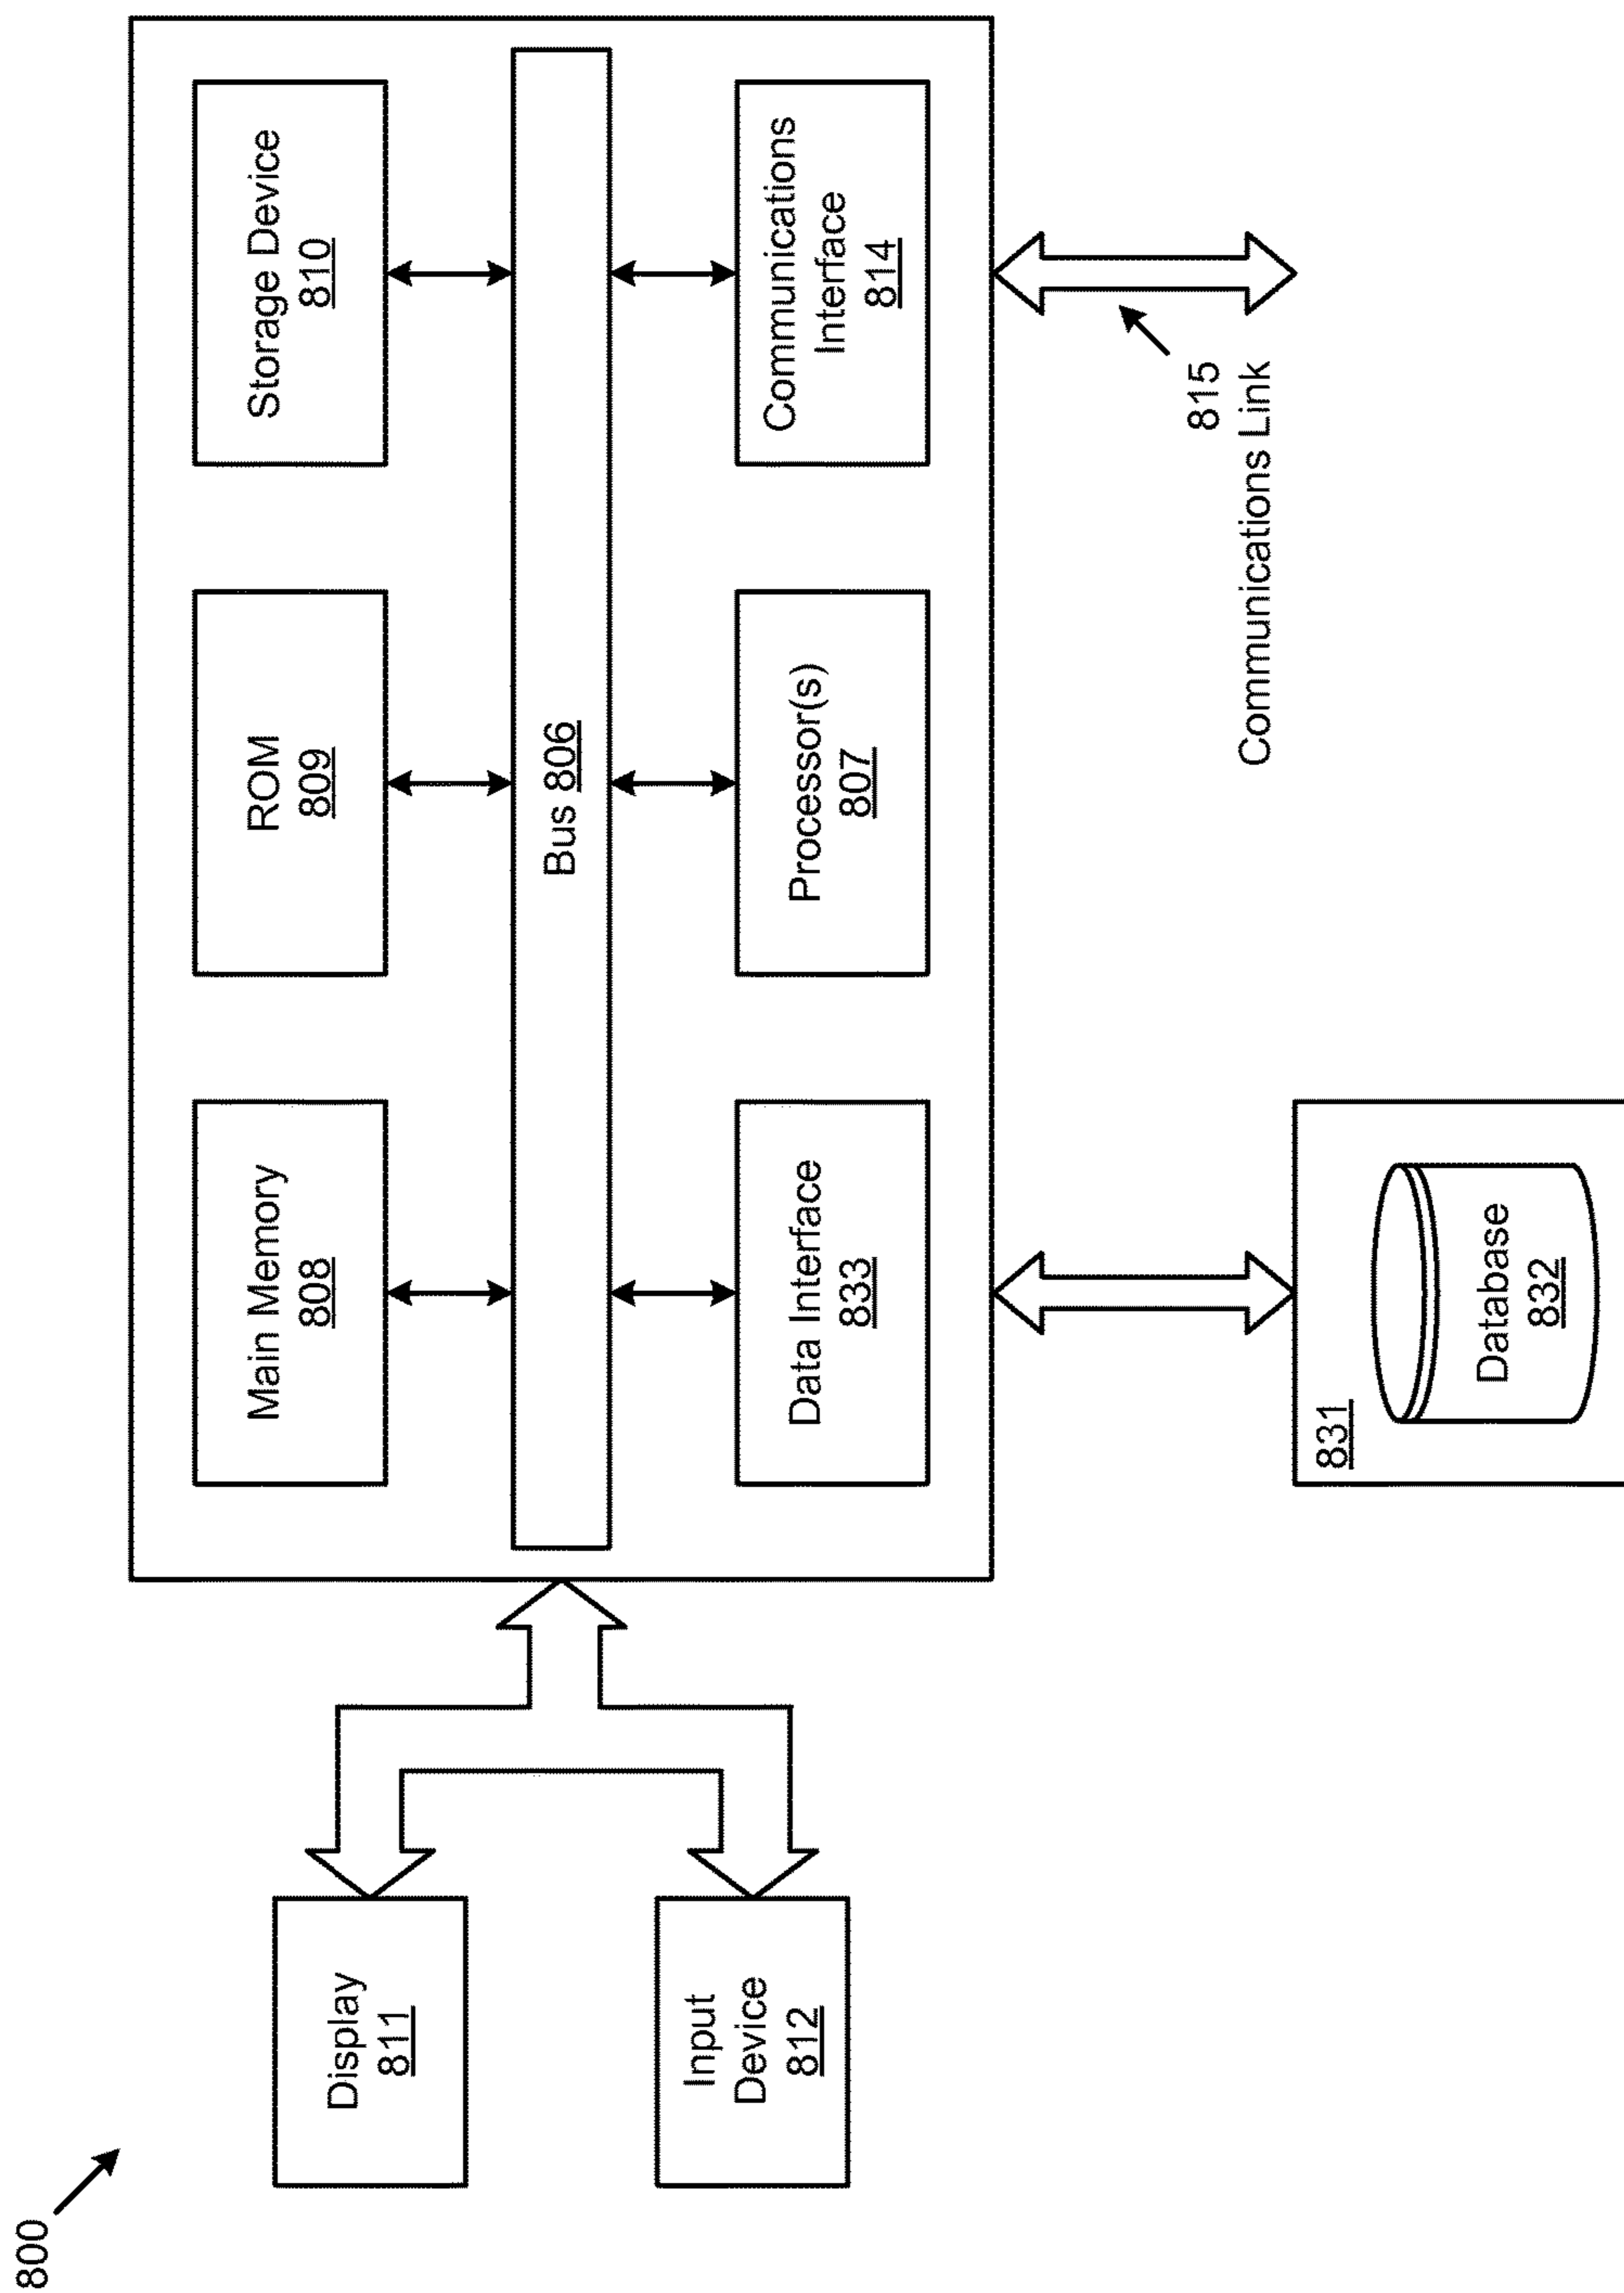 800
Display
811
Input
Device
812
Main Memory
808
ROM
809
Storage Device
810
Bus 806
Data Interface
833
Processor(s)
807
Communications
Interface
814
815
Communications Link
831
Database
832